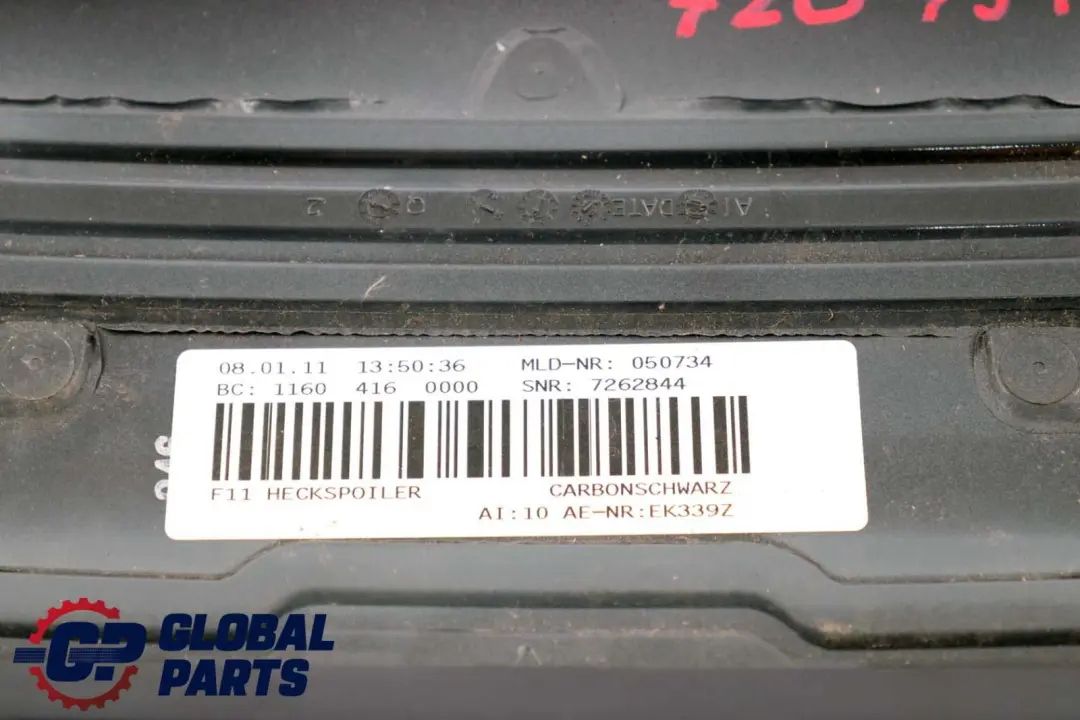 08.01.11 13:50:36 MLD-NR: 050734
BC: 1160 416 0000 SNR: 7262844
F11 HECKSPOILER CARBONSCHWARZ
AI:10 AE-NR:EK339Z
GP GLOBAL
PARTS